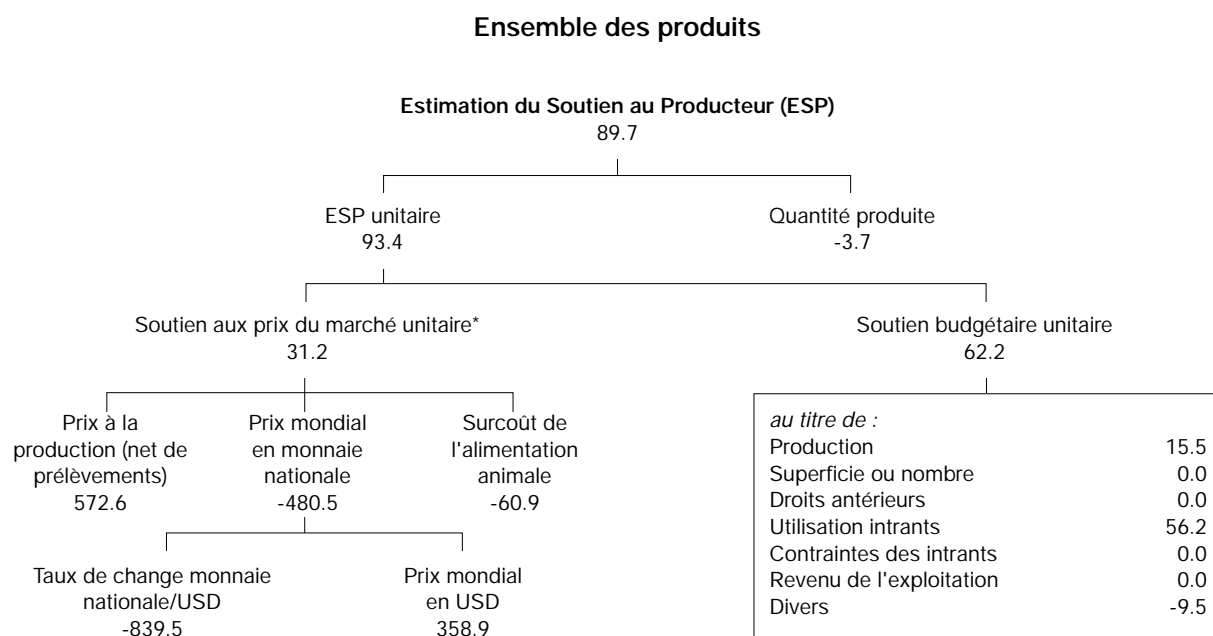 Ensemble des produits
Estimation du Soutien au Producteur (ESP)
89.7
ESP unitaire
93.4
Quantité produite
-3.7
Soutien aux prix du marché unitaire*
31.2
Soutien budgétaire unitaire
62.2
Prix à la
production (net de
prélèvements)
572.6
Prix mondial
en monnaie
nationale
-480.5
Surcoût de
l'alimentation
animale
-60.9
Taux de change monnaie
nationale/USD
-839.5
Prix mondial
en USD
358.9
au titre de :
Production 15.5
Superficie ou nombre 0.0
Droits antérieurs 0.0
Utilisation intrants 56.2
Contraintes des intrants 0.0
Revenu de l'exploitation 0.0
Divers -9.5